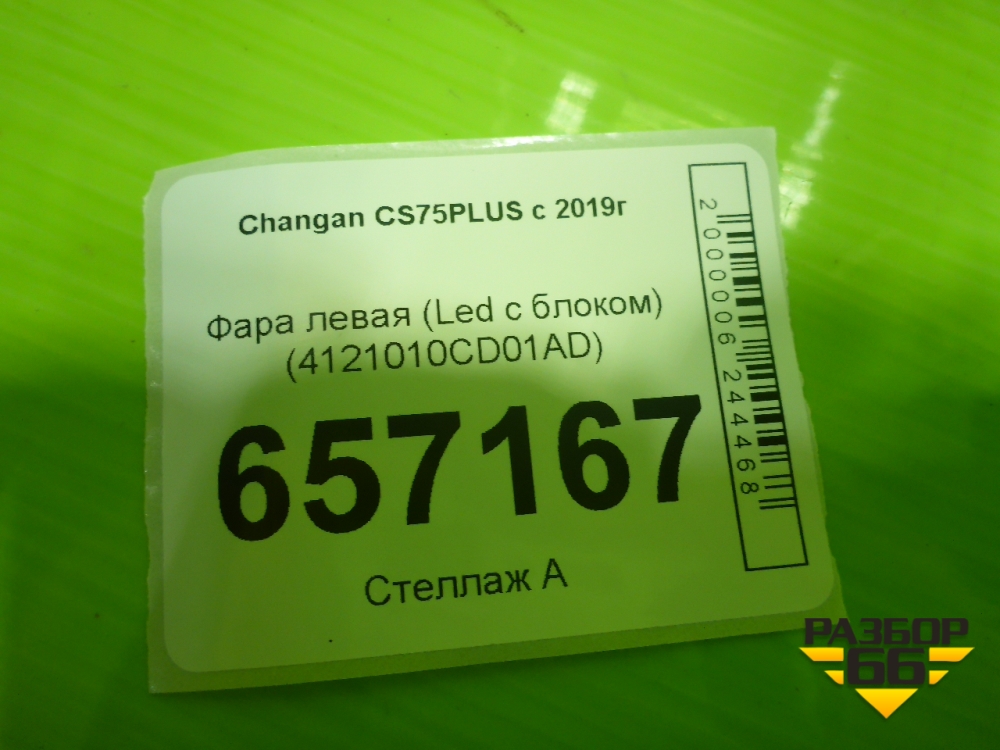 Changan CS75PLUS с 2019г
Фара левая (Led с блоком)
(4121010CD01AD)
657167
Стеллаж А
2000006244468
РАЗБОР
66